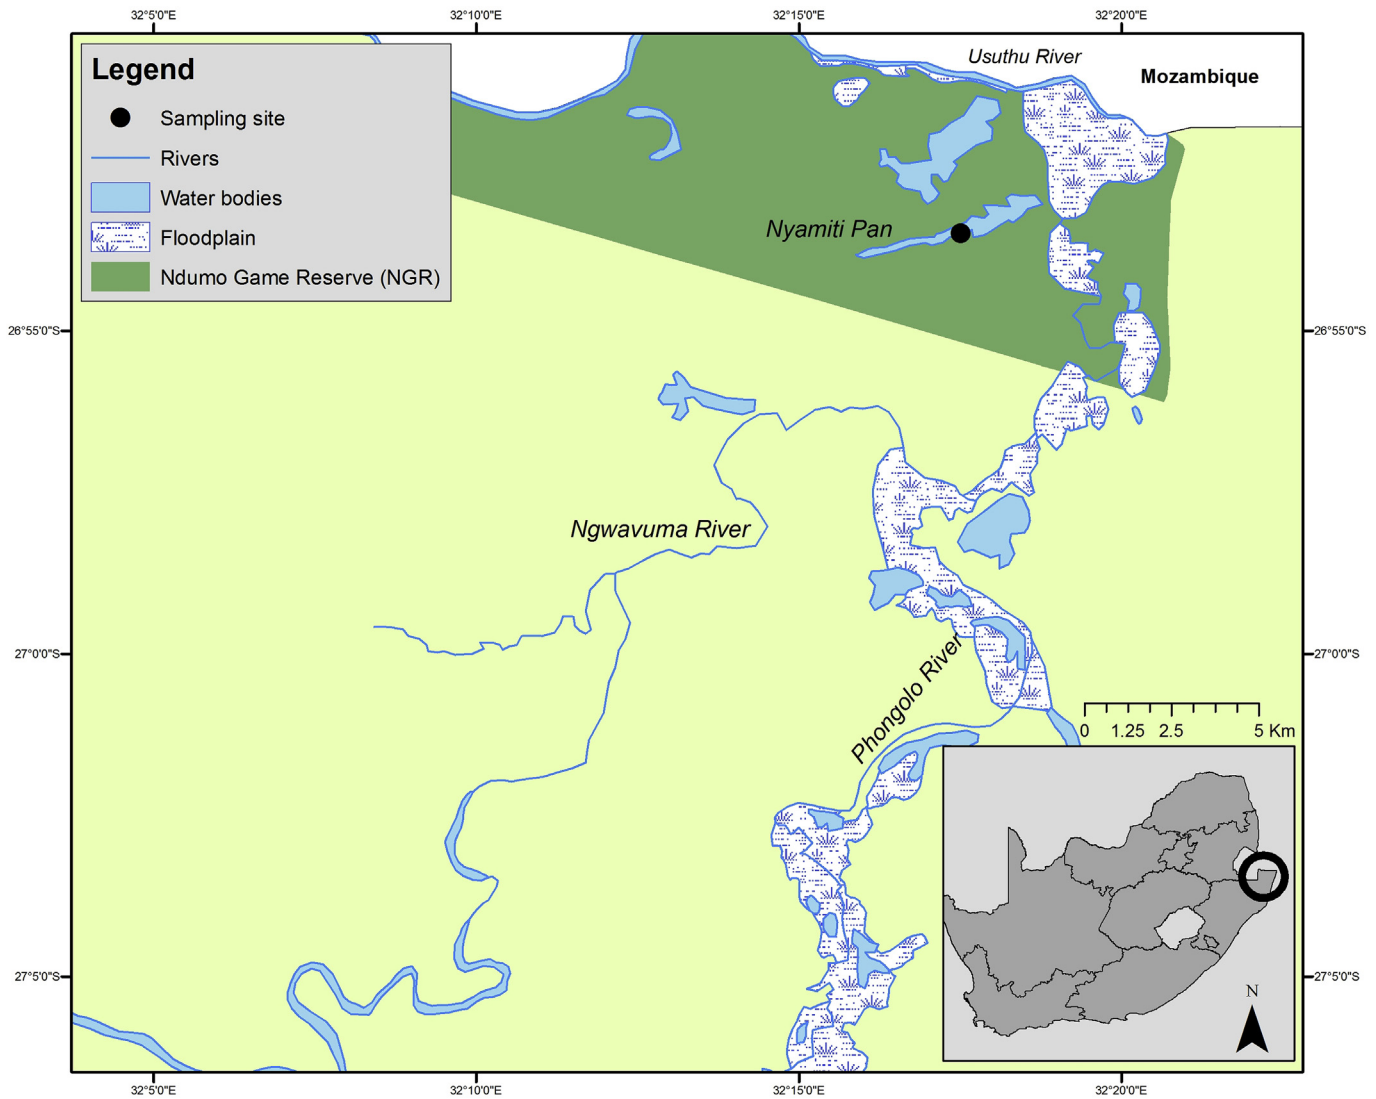 32°5'0"E 32°10'0"E 32°15'0"E 32°20'0"E
Usuthu River
Mozambique
Legend
Sampling site
Rivers
Water bodies
Floodplain
Ndumo Game Reserve (NGR)
Nyamiti Pan
26°55'0"S 26°55'0"S
Ngwavuma River
27°0'0"S 27°0'0"S
Phongolo River
0 1.25 2.5 5 Km
27°5'0"S 27°5'0"S
N
32°5'0"E 32°10'0"E 32°15'0"E 32°20'0"E